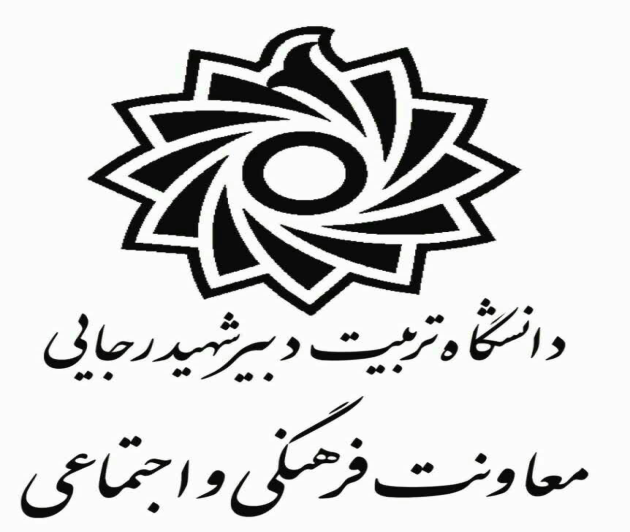 دانشگاه تربیت دبیر شهید رجایی
معاونت فرهنگی و اجتماعی